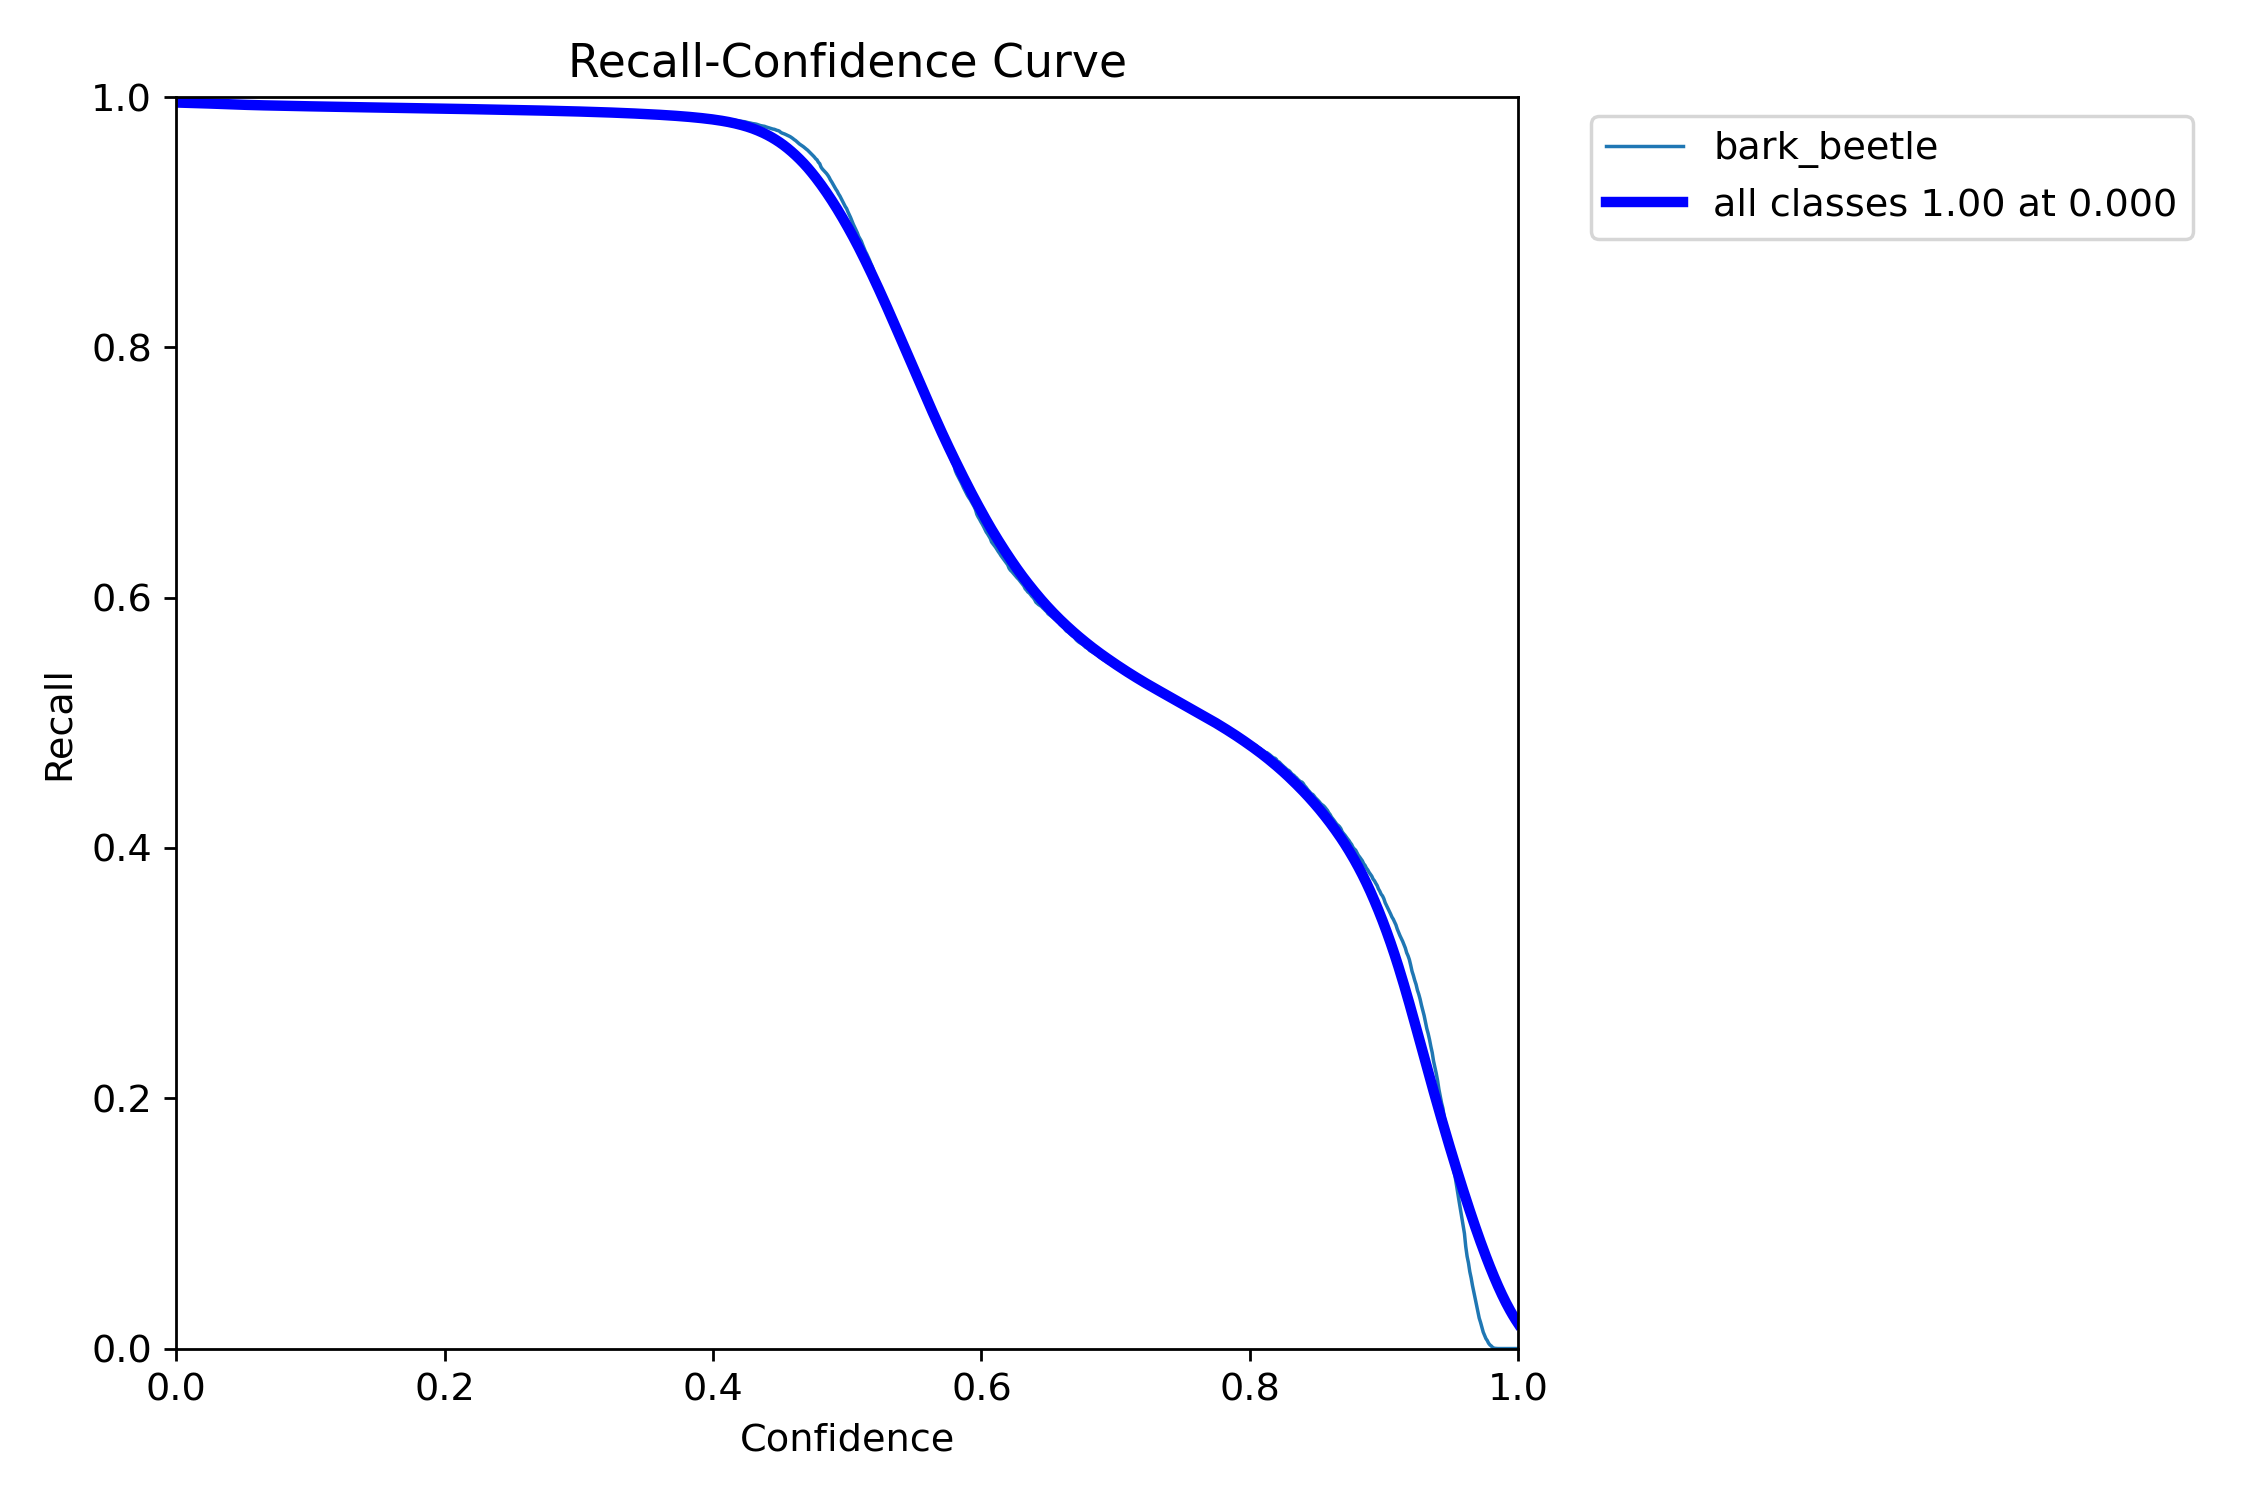 Recall-Confidence Curve
bark_beetle
all classes 1.00 at 0.000
1.0
0.8
0.6
0.4
0.2
0.0
Recall
0.0 0.2 0.4 0.6 0.8 1.0
Confidence